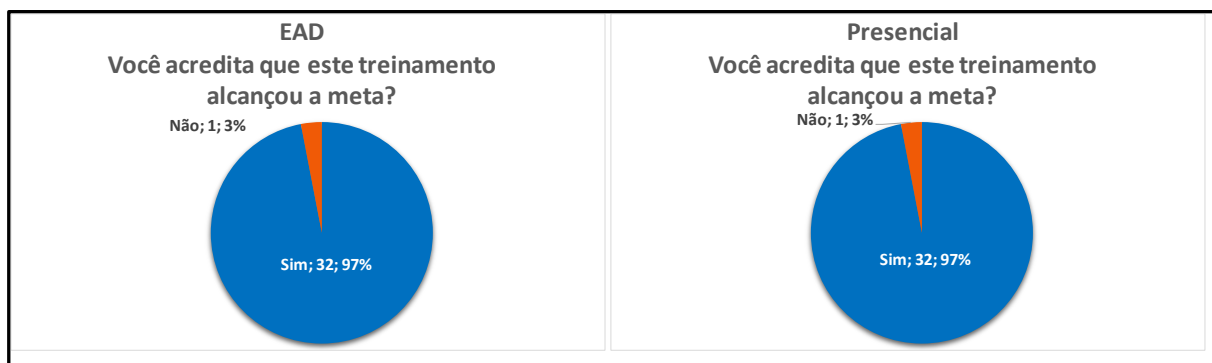 EAD
Você acredita que este treinamento
alcançou a meta?
Não; 1; 3%
Sim; 32; 97%
Presencial
Você acredita que este treinamento
alcançou a meta?
Não; 1; 3%
Sim; 32; 97%